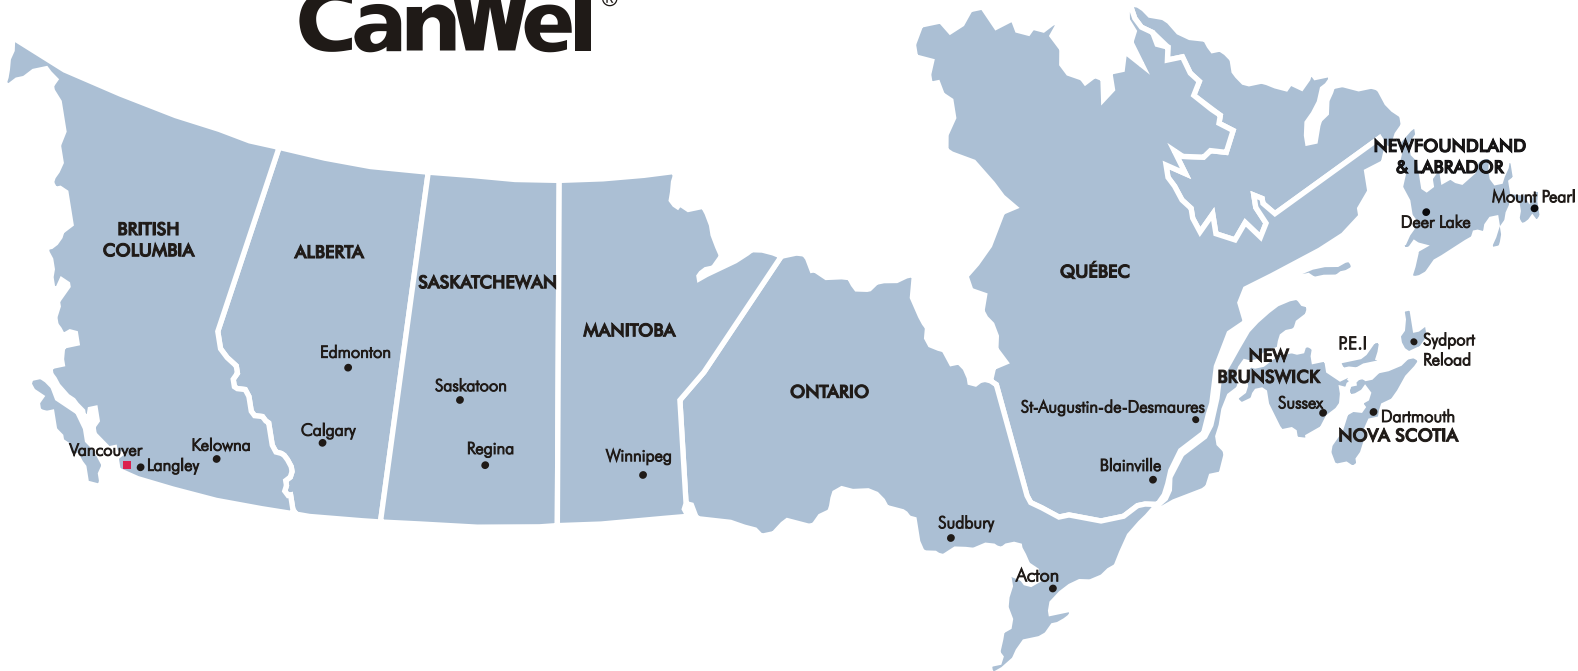 CanWel®
BRITISH
COLUMBIA
ALBERTA
SASKATCHEWAN
MANITOBA
ONTARIO
QUÉBEC
NEWFOUNDLAND
& LABRADOR
Mount Pearl
Deer Lake
NEW
BRUNSWICK
P.E.I
Sydport
Reload
Sussex
Dartmouth
NOVA SCOTIA
Edmonton
Calgary
Saskatoon
Regina
Winnipeg
Vancouver
Langley
Kelowna
St-Augustin-de-Desmaures
Blainville
Sudbury
Acton